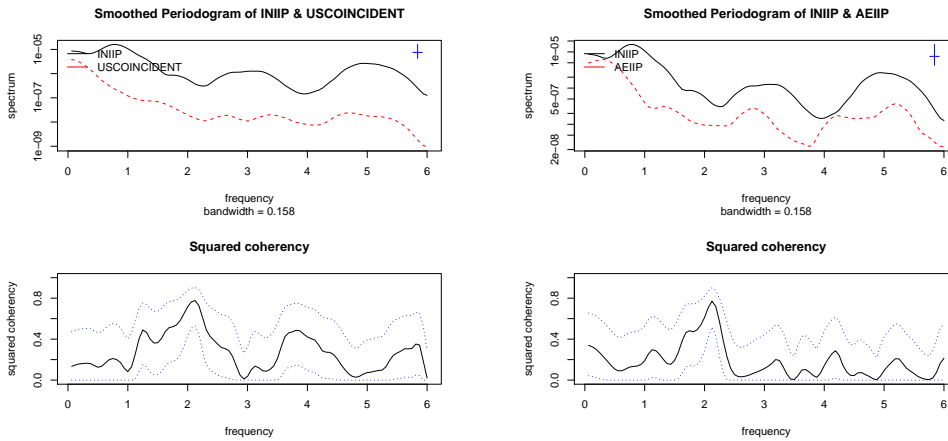 Smoothed Periodogram of INIIP & USCOINCIDENT
spectrum
1e−05
1e−07
1e−09
INIIP
USCOINCIDENT
0 1 2 3 4 5 6
frequency
bandwidth = 0.158
Smoothed Periodogram of INIIP & AEIIP
spectrum
1e−05
5e−07
2e−08
INIIP
AEIIP
0 1 2 3 4 5 6
frequency
bandwidth = 0.158
Squared coherency
squared coherency
0.8
0.4
0.0
0 1 2 3 4 5 6
frequency
Squared coherency
squared coherency
0.8
0.4
0.0
0 1 2 3 4 5 6
frequency